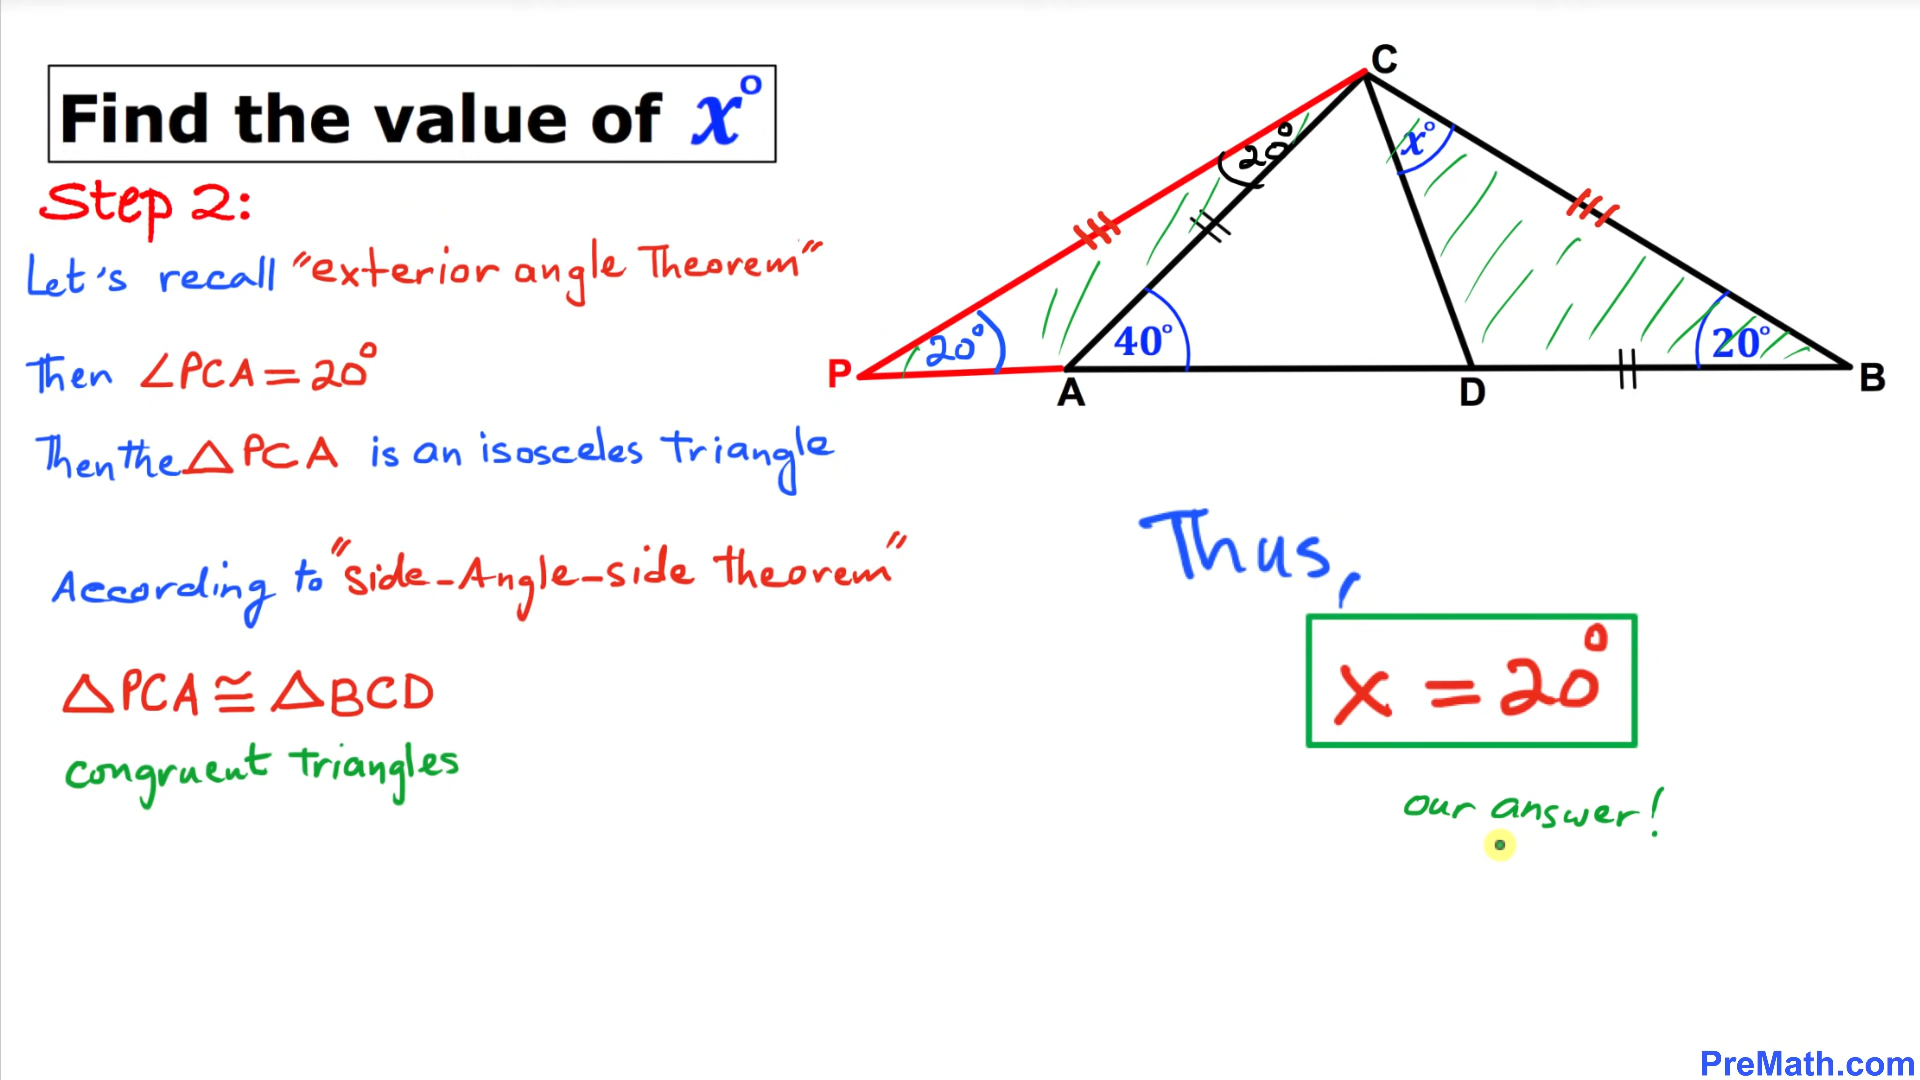 Find the value of x°
Step 2:
Let's recall "exterior angle Theorem"
Then ∠PCA = 20°
Then the △PCA is an isosceles triangle
According to "side-Angle-side theorem"
△PCA ≅ △BCD
congruent triangles
C
20°
x°
P
20°
40°
20°
A
D
B
Thus,
x = 20°
our answer!
PreMath.com